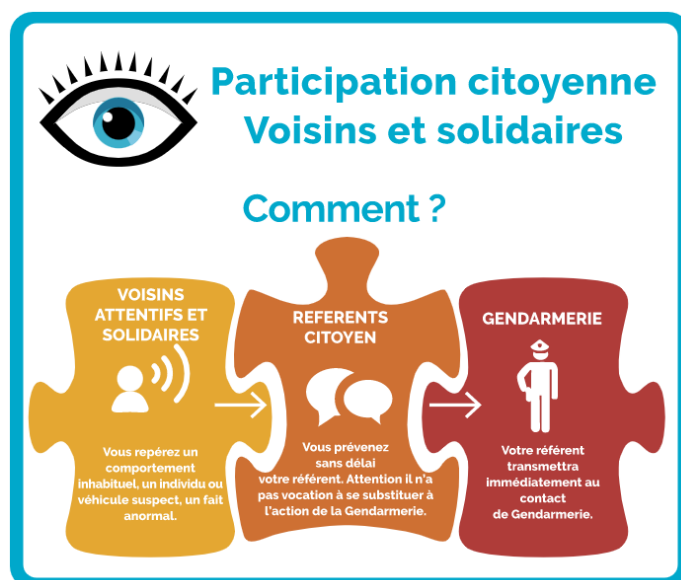 Participation citoyenne
Voisins et solidaires
Comment ?
VOISINS
ATTENTIFS ET
SOLIDAIRES
Vous repérez un
comportement
inhabituel, un individu ou
véhicule suspect, un fait
anormal.
REFERENTS
CITOYEN
Vous prévenez
sans délai
votre référent. Attention il n'a
pas vocation à se substituer à
l'action de la Gendarmerie.
GENDARMERIE
Votre référent
transmettra
immédiatement au
contact
de Gendarmerie.